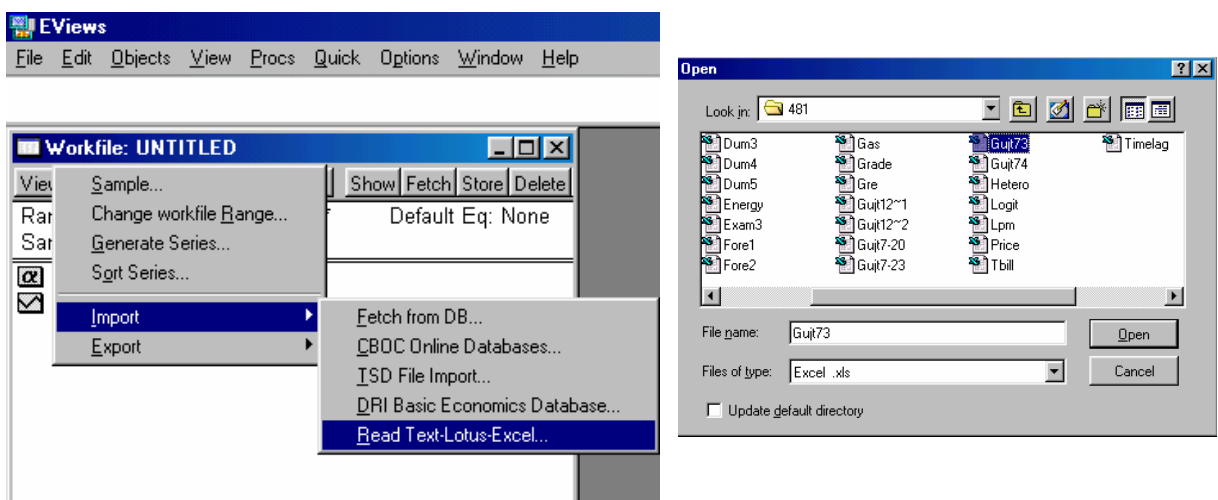 EViews
File Edit Objects View Procs Quick Options Window Help
Workfile: UNTITLED
View Show Fetch Store Delete
Default Eq: None
Sample...
Change workfile Range...
Generate Series...
Sort Series...
Import
Export
Fetch from DB...
CBOC Online Databases...
TSD File Import...
DRI Basic Economics Database...
Read Text-Lotus-Excel...
Open
Look in: 481
Dum3 Gas Gujt73 Timelag
Dum4 Grade Gujt74
Dum5 Gre Hetero
Energy Gujt12~1 Logit
Exam3 Gujt12~2 Lpm
Fore1 Gujt7-20 Price
Fore2 Gujt7-23 Tbill
File name: Gujt73 Open
Files of type: Excel .xls Cancel
Update default directory